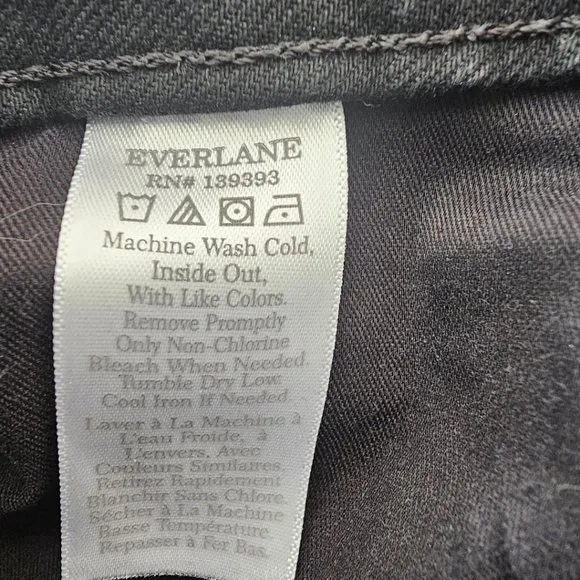 EVERLANE
RN# 139393
Machine Wash Cold,
Inside Out,
With Like Colors.
Remove Promptly
Only Non-Chlorine
Bleach When Needed.
Tumble Dry Low.
Cool Iron If Needed.
Laver à La Machine à
L'eau Froide, à
L'envers, Avec
Couleurs Similaires.
Retirez Rapidement
Blanchir Sans Chlore.
Sécher à La Machine
Basse Température.
Repasser à Fer Bas.